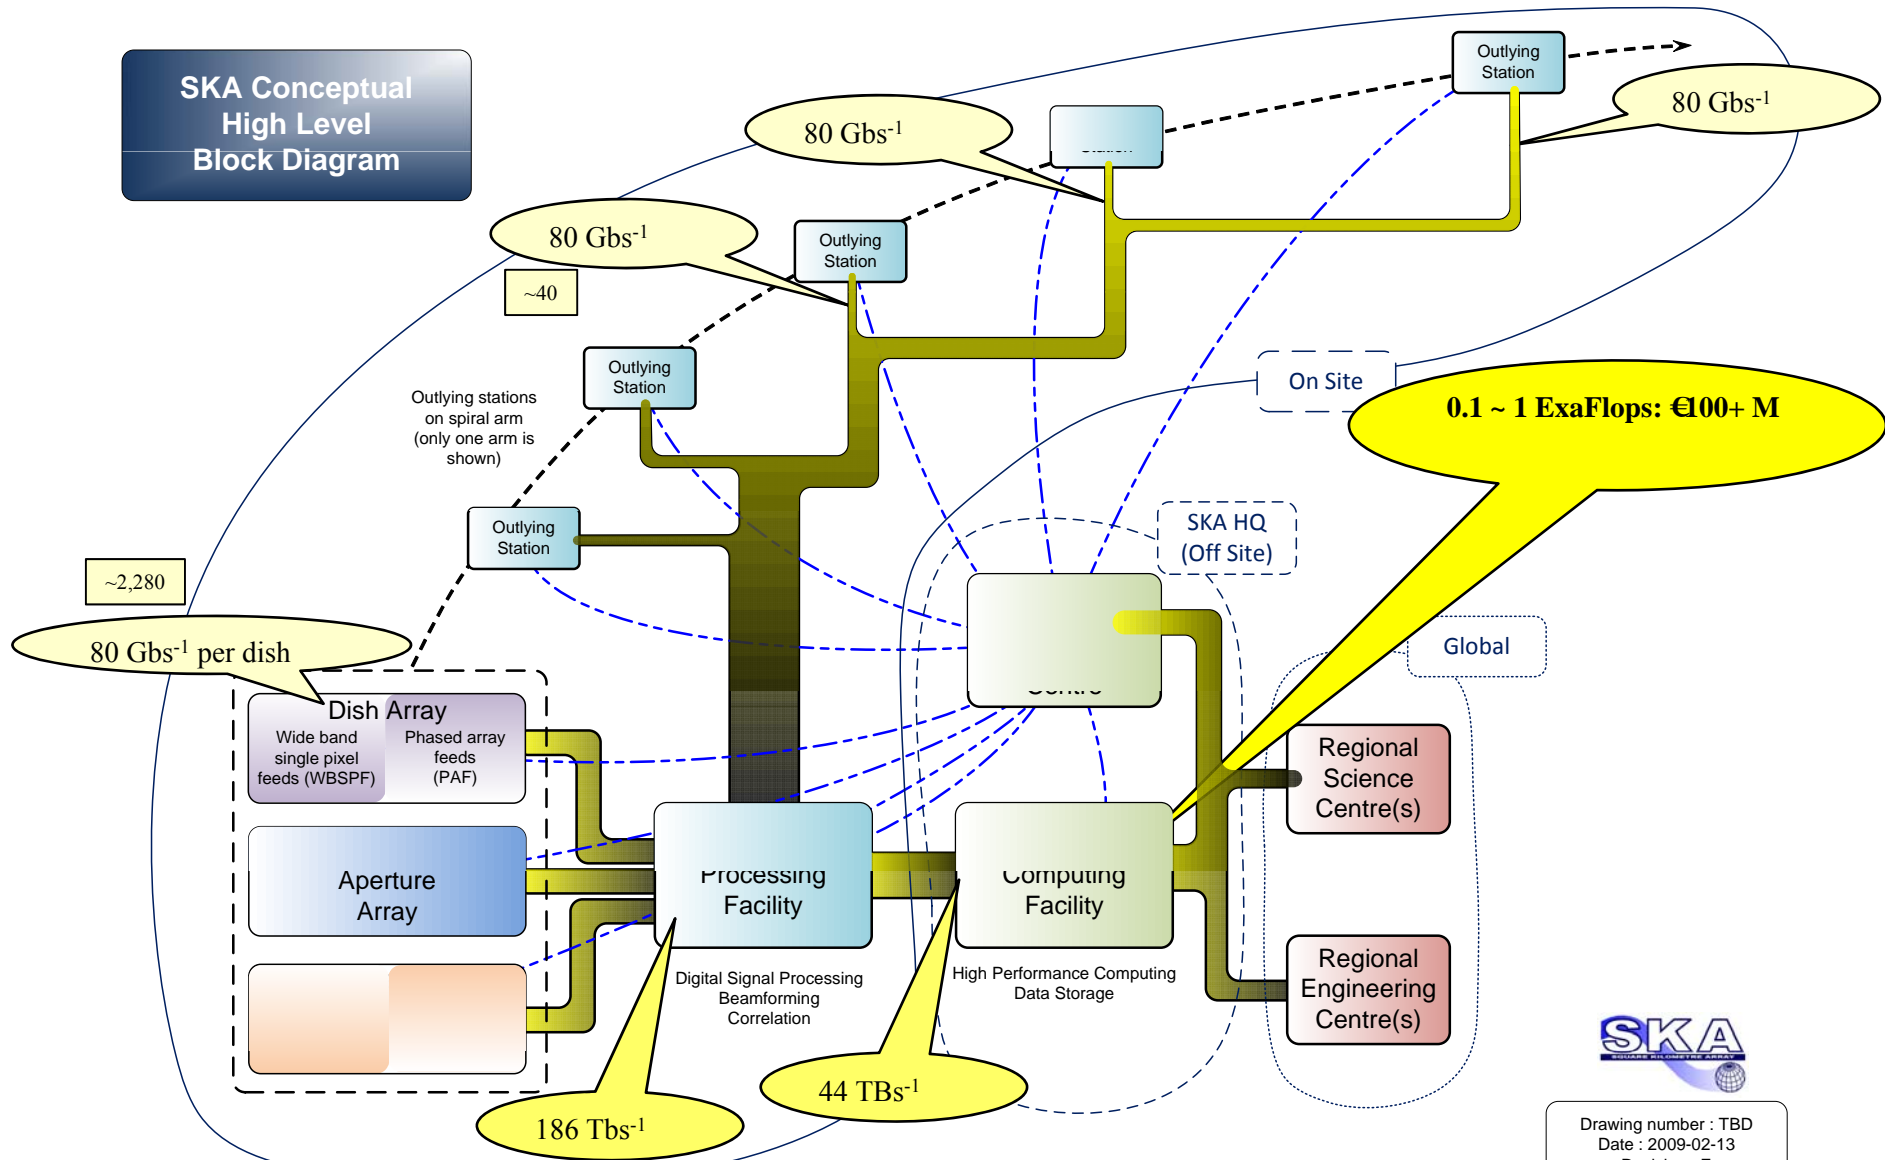 SKA Conceptual
High Level
Block Diagram
Outlying
Station
80 Gbs-1
80 Gbs-1
80 Gbs-1
Outlying
Station
~40
Outlying
Station
On Site
Outlying stations
on spiral arm
(only one arm is
shown)
0.1 ~ 1 ExaFlops: €100+ M
Outlying
Station
SKA HQ
(Off Site)
~2,280
80 Gbs-1 per dish
Global
Centre
Dish Array
Wide band
single pixel
feeds (WBSPF)
Phased array
feeds
(PAF)
Regional
Science
Centre(s)
Aperture
Array
Processing
Facility
Computing
Facility
Digital Signal Processing
Beamforming
Correlation
High Performance Computing
Data Storage
Regional
Engineering
Centre(s)
186 Tbs-1
44 TBs-1
SKA
SQUARE KILOMETRE ARRAY
Drawing number : TBD
Date : 2009-02-13